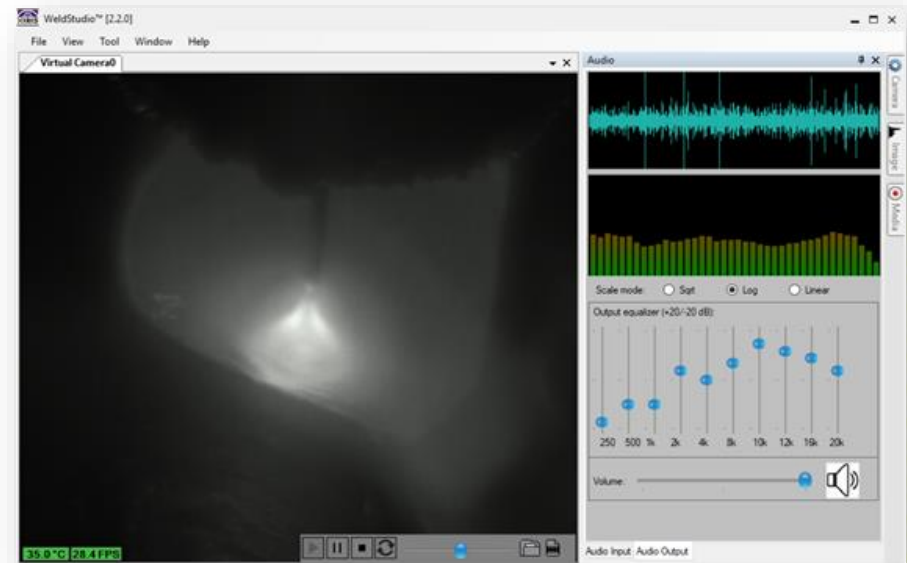 WeldStudio™ [2.2.0]
File View Tool Window Help
Virtual Camera0
35.0 °C 28.4 FPS
Audio
Scale mode: Sqrt Log Linear
Output equalizer (+20/-20 dB):
250 500 1k 2k 4k 8k 10k 12k 16k 20k
Volume:
Audio Input Audio Output
Camera
Image
Media